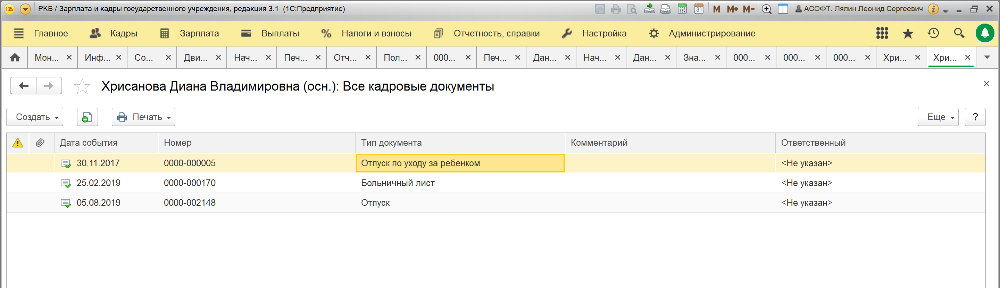 РКБ / Зарплата и кадры государственного учреждения, редакция 3.1 (1С:Предприятие) 31 M M+ M- АСОФТ. Лялин Леонид Сергеевич
Главное Кадры Зарплата Выплаты % Налоги и взносы Отчетность, справки Настройка Администрирование
Мон... Инф... Со... Дви... Нач... Печ... Отч... Пол... 000... Печ... Дан... Нач... Дан... Зна... 000... 000... 000... Хри... Хри...
Хрисанова Диана Владимировна (осн.): Все кадровые документы
Создать Печать Еще ?
Дата события Номер Тип документа Комментарий Ответственный
30.11.2017 0000-000005 Отпуск по уходу за ребенком <Не указан>
25.02.2019 0000-000170 Больничный лист <Не указан>
05.08.2019 0000-002148 Отпуск <Не указан>